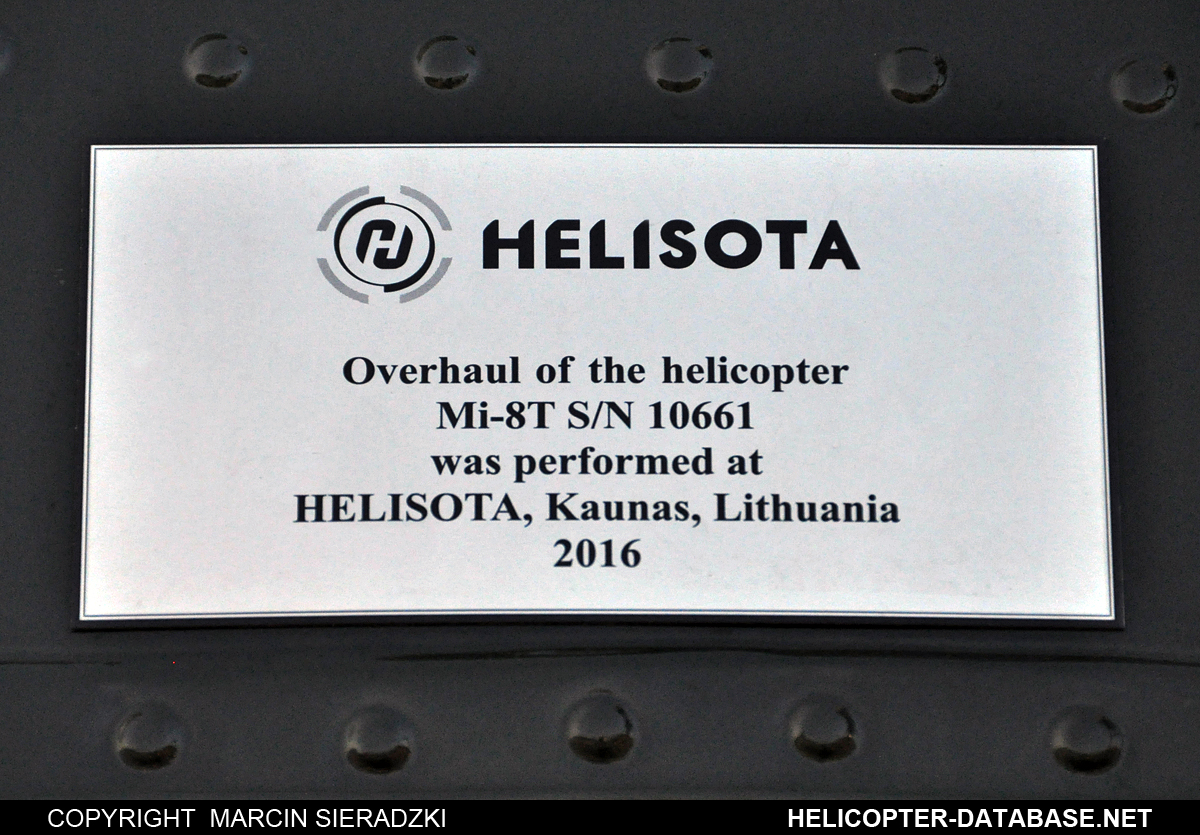 HELISOTA
Overhaul of the helicopter
Mi-8T S/N 10661
was performed at
HELISOTA, Kaunas, Lithuania
2016
COPYRIGHT MARCIN SIERADZKI
HELICOPTER-DATABASE.NET